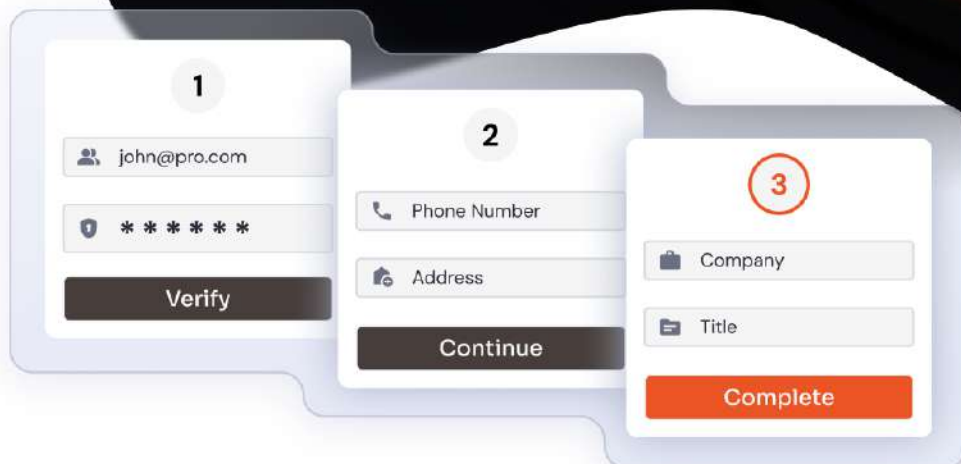 1
john@pro.com
******
Verify
2
Phone Number
Address
Continue
3
Company
Title
Complete